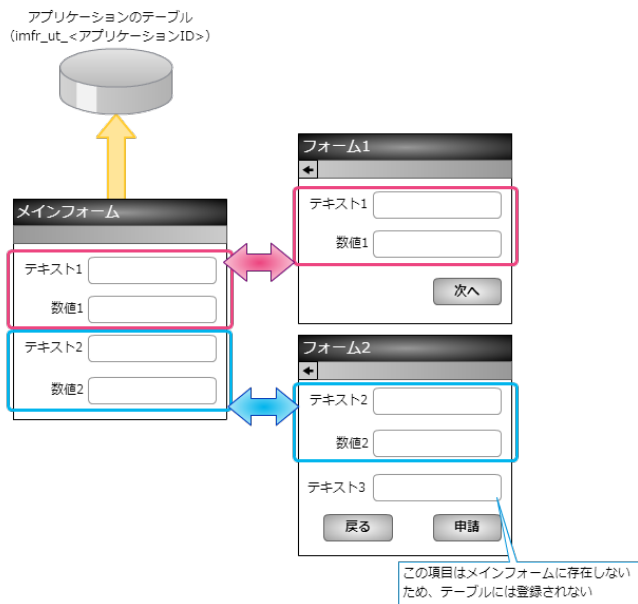 アプリケーションのテーブル
(imfr_ut_<アプリケーションID>)
メインフォーム
テキスト1
数値1
テキスト2
数値2
フォーム1
テキスト1
数値1
次へ
フォーム2
テキスト2
数値2
テキスト3
戻る
申請
この項目はメインフォームに存在しない
ため、テーブルには登録されない